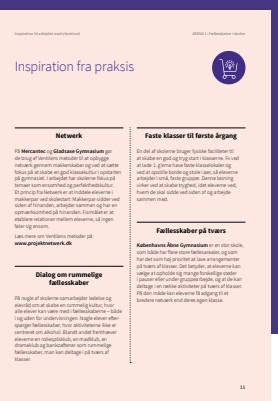 Inspiration til arbejdet med elevtrivsel
Inspiration fra praksis
Netværk
På Mercantec og Gladsaxe Gymnasium gør
de brug af Ventilens metoder til at opbygge
netværk gennem makkerskaber og ved at sætte
fokus på at skabe en god klassekultur i opstarten
på gymnasiet. I arbejdet har skolerne fokus på
temaer som ensomhed og perfekthedskultur.
Et princip fra Netværk er at inddele eleverne i
makkerpar ved skolestart: Makkerpar sidder ved
siden af hinanden, arbejder sammen og har en
opmærksomhed på hinanden. Formålet er at
etablere relationer mellem eleverne, så ingen
føler sig ensom.
Læs mere om Ventilens metoder på:
www.projektnetwerk.dk
Dialog om rummelige
fællesskaber
På nogle af skolerne samarbejder ledelse og
elevråd om at skabe en rummelig kultur, hvor
alle elever kan være med i fællesskaberne – både
i og uden for undervisningen. Nogle elever efter-
spørger fællesskaber, hvor aktiviteterne ikke er
centreret om alkohol. Blandt andet fremhæver
eleverne en rollespilsklub, en madklub, en
dramaklub og banko­aftener som rummelige
fællesskaber, man kan deltage i på tværs af
klasser.
Faste klasser til første årgang
En del af skolerne bruger fysiske faciliteter til
at skabe en god og tryg start i klasserne. Fx ved
at lade 1. g'erne have faste klasselokaler og
ved at opstille borde og stole i øer, så eleverne
arbejder i små, faste grupper. Denne løsning
virker ved at skabe tryghed, idet eleverne ved,
hvem de skal sidde ved siden af og arbejde
sammen med.
Fællesskaber på tværs
Københavns Åbne Gymnasium er en stor skole,
som både har flere store fællesarealer, og som
har det som høj prioritet at lave arrangementer
på tværs af klasser. Det betyder, at eleverne kan
vælge at opholde sig mange forskellige steder
i pauser eller under gruppearbejde, og at de kan
deltage i en række aktiviteter på tværs af klasser.
På den måde kan eleverne få adgang til et
bredere netværk end deres egen klasse.
11